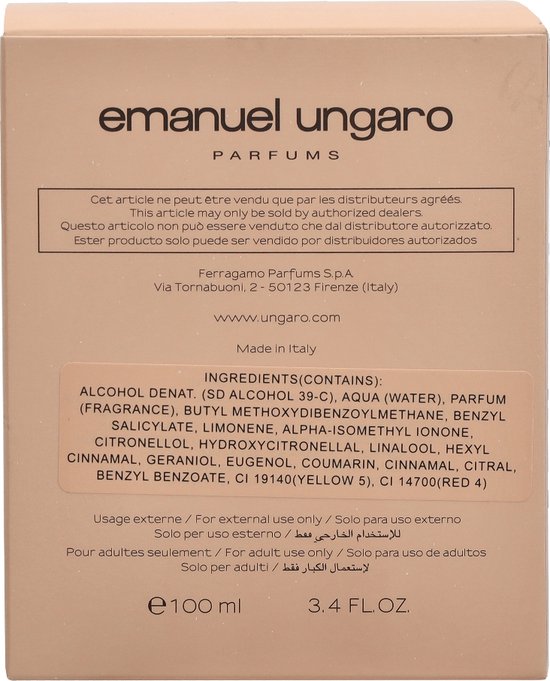 emanuel ungaro
PARFUMS
Cet article ne peut être vendu que par les distributeurs agréés.
This article may only be sold by authorized dealers.
Questo articolo non può essere venduto che dal distributore autorizzato.
Ester producto solo puede ser vendido por distribuidores autorizados
Ferragamo Parfums S.p.A
Via Tornabuoni, 2 - 50123 Firenze (Italy)
www.ungaro.com
Made in Italy
INGREDIENTS(CONTAINS):
ALCOHOL DENAT. (SD ALCOHOL 39-C), AQUA (WATER), PARFUM
(FRAGRANCE), BUTYL METHOXYDIBENZOYLMETHANE, BENZYL
SALICYLATE, LIMONENE, ALPHA-ISOMETHYL IONONE,
CITRONELLOL, HYDROXYCITRONELLAL, LINALOOL, HEXYL
CINNAMAL, GERANIOL, EUGENOL, COUMARIN, CINNAMAL, CITRAL,
BENZYL BENZOATE, CI 19140(YELLOW 5), CI 14700(RED 4)
Usage externe / For external use only / Solo para uso externo
Solo per uso esterno / للإستخدام الخارجي فقط
Pour adultes seulement / For adult use only / Solo para uso de adultos
Solo per adulti / لإستعمال الكبار فقط
℮100 ml 3.4 FL.OZ.